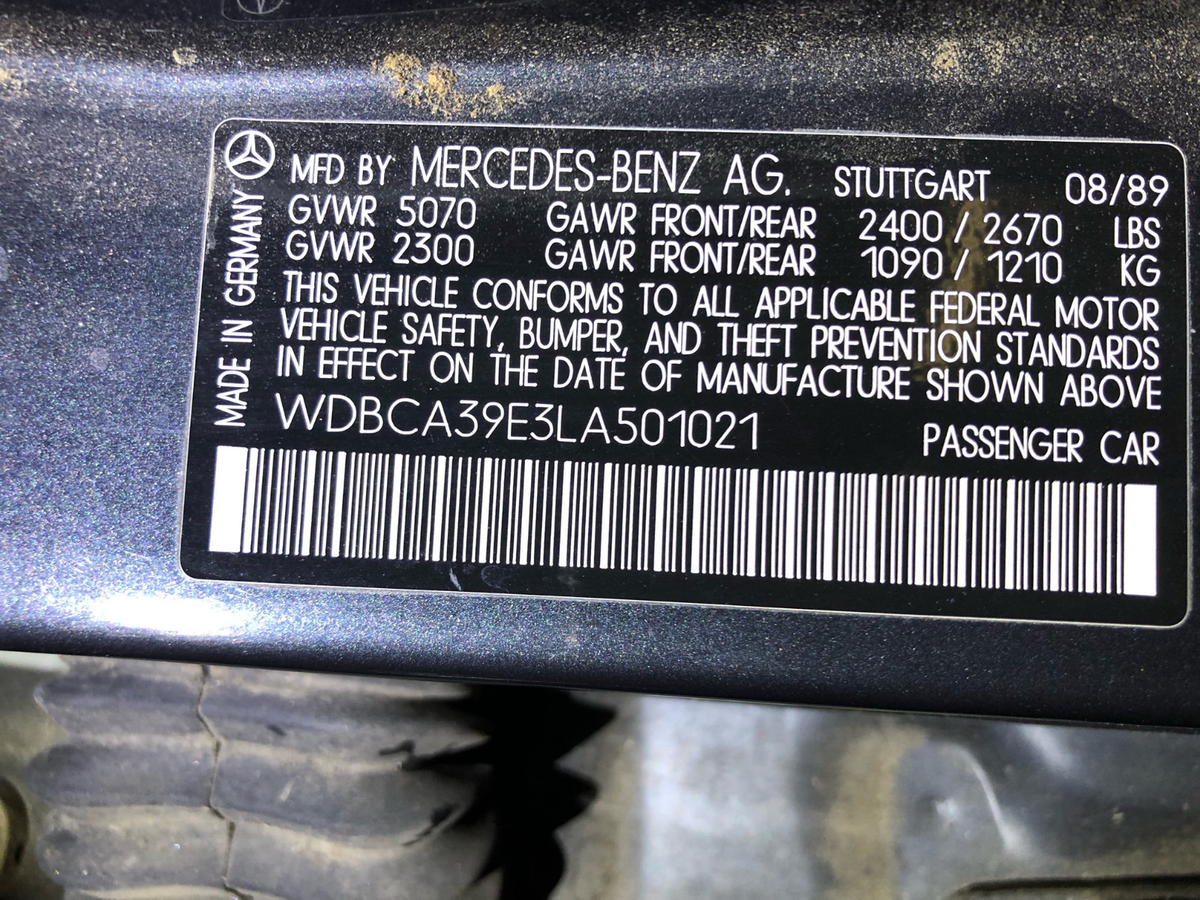 MFD BY MERCEDES-BENZ AG. STUTTGART 08/89
GVWR 5070 GAWR FRONT/REAR 2400 / 2670 LBS
GVWR 2300 GAWR FRONT/REAR 1090 / 1210 KG
THIS VEHICLE CONFORMS TO ALL APPLICABLE FEDERAL MOTOR
VEHICLE SAFETY, BUMPER, AND THEFT PREVENTION STANDARDS
IN EFFECT ON THE DATE OF MANUFACTURE SHOWN ABOVE
WDBCA39E3LA501021 PASSENGER CAR
MADE IN GERMANY